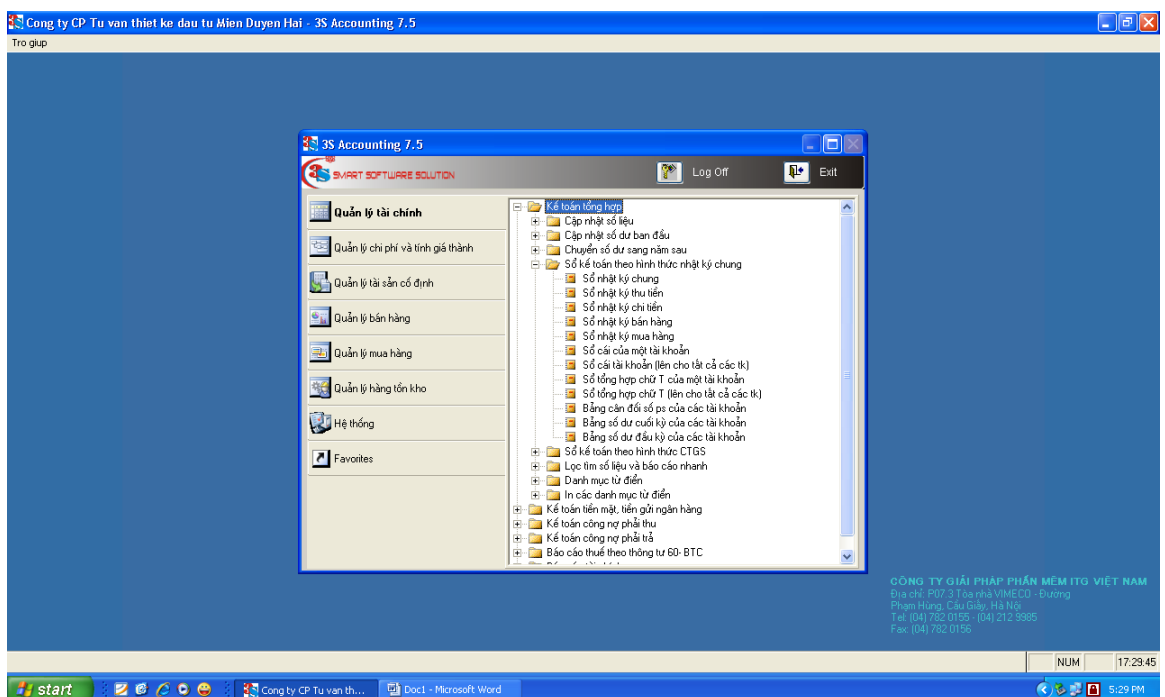 Cong ty CP Tu van thiet ke dau tu Mien Duyen Hai - 3S Accounting 7.5
Tro giup
3S Accounting 7.5
3S SMART SOFTWARE SOLUTION
Log Off
Exit
Quản lý tài chính
Quản lý chi phí và tính giá thành
Quản lý tài sản cố định
Quản lý bán hàng
Quản lý mua hàng
Quản lý hàng tồn kho
Hệ thống
Favorites
Kế toán tổng hợp
Cập nhật số liệu
Cập nhật số dư ban đầu
Chuyển số dư sang năm sau
Sổ kế toán theo hình thức nhật ký chung
Sổ nhật ký chung
Sổ nhật ký thu tiền
Sổ nhật ký chi tiền
Sổ nhật ký bán hàng
Sổ nhật ký mua hàng
Sổ cái của một tài khoản
Sổ cái tài khoản (lên cho tất cả các tk)
Sổ tổng hợp chữ T của một tài khoản
Sổ tổng hợp chữ T (lên cho tất cả các tk)
Bảng cân đối số ps của các tài khoản
Bảng số dư cuối kỳ của các tài khoản
Bảng số dư đầu kỳ của các tài khoản
Sổ kế toán theo hình thức CTGS
Lọc tìm số liệu và báo cáo nhanh
Danh mục từ điển
In các danh mục từ điển
Kế toán tiền mặt, tiền gửi ngân hàng
Kế toán công nợ phải thu
Kế toán công nợ phải trả
Báo cáo thuế theo thông tư 60- BTC
CÔNG TY GIẢI PHÁP PHẦN MỀM ITG VIỆT NAM
Địa chỉ: P07.3 Tòa nhà VIMECO - Đường
Phạm Hùng, Cầu Giấy, Hà Nội
Tel: (04) 782 0155 - (04) 212 9985
Fax: (04) 782 0156
NUM
17:29:45
start
Cong ty CP Tu van th...
Doc1 - Microsoft Word
5:29 PM